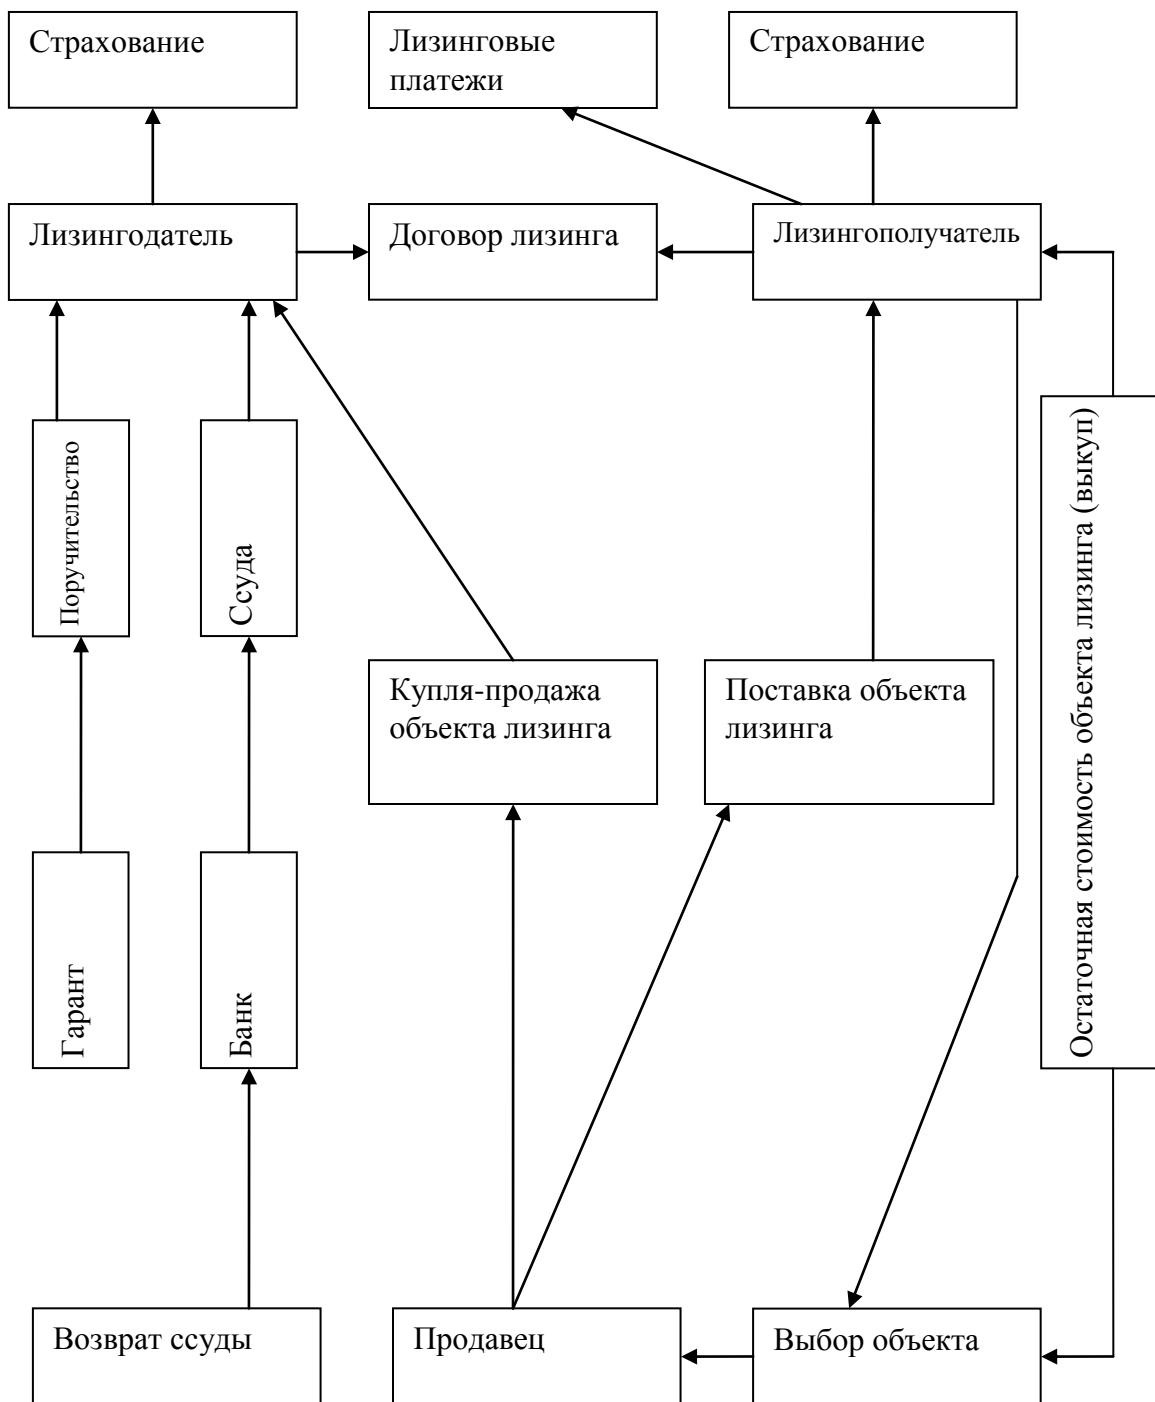 Страхование
Лизинговые
платежи
Страхование
Лизингодатель
Договор лизинга
Лизингополучатель
Поручительство
Ссуда
Остаточная стоимость объекта лизинга (выкуп)
Купля-продажа
объекта лизинга
Поставка объекта
лизинга
Гарант
Банк
Возврат ссуды
Продавец
Выбор объекта